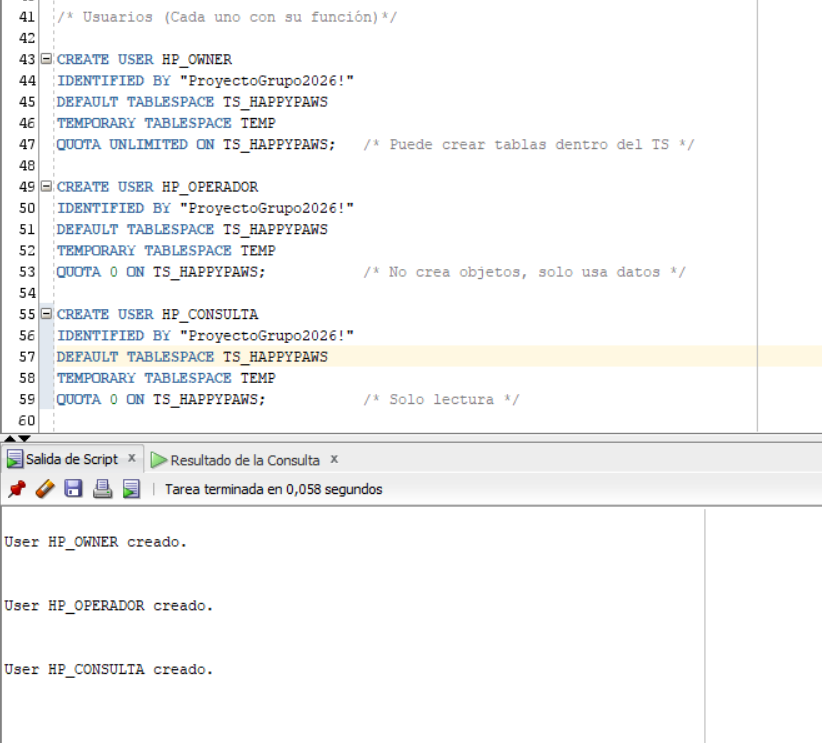 41 /* Usuarios (Cada uno con su función)*/
42
43 CREATE USER HP_OWNER
44 IDENTIFIED BY "ProyectoGrupo2026!"
45 DEFAULT TABLESPACE TS_HAPPYPAWS
46 TEMPORARY TABLESPACE TEMP
47 QUOTA UNLIMITED ON TS_HAPPYPAWS; /* Puede crear tablas dentro del TS */
48
49 CREATE USER HP_OPERADOR
50 IDENTIFIED BY "ProyectoGrupo2026!"
51 DEFAULT TABLESPACE TS_HAPPYPAWS
52 TEMPORARY TABLESPACE TEMP
53 QUOTA 0 ON TS_HAPPYPAWS; /* No crea objetos, solo usa datos */
54
55 CREATE USER HP_CONSULTA
56 IDENTIFIED BY "ProyectoGrupo2026!"
57 DEFAULT TABLESPACE TS_HAPPYPAWS
58 TEMPORARY TABLESPACE TEMP
59 QUOTA 0 ON TS_HAPPYPAWS; /* Solo lectura */
60
Salida de Script x Resultado de la Consulta x
Tarea terminada en 0,058 segundos
User HP_OWNER creado.
User HP_OPERADOR creado.
User HP_CONSULTA creado.